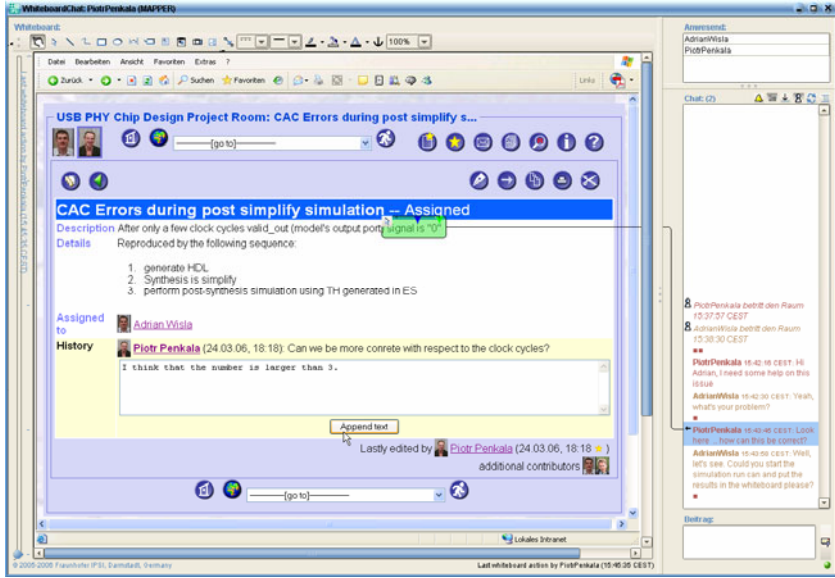 WhiteboardChat: PiotrPenkala (MAPPER)
Whiteboard:
100%
Datei Bearbeiten Ansicht Favoriten Extras ?
Zurück Suchen Favoriten Links
USB PHY Chip Design Project Room: CAC Errors during post simplify s...
-----[go to]-----
CAC Errors during post simplify simulation -- Assigned
Description After only a few clock cycles valid_out (model's output port) signal is "0"
Details Reproduced by the following sequence:
1. generate HDL
2. Synthesis is simplify
3. perform post-synthesis simulation using TH generated in ES
Assigned
to
Adrian Wisla
History Piotr Penkala (24.03.06, 18:18): Can we be more conrete with respect to the clock cycles?
I think that the number is larger than 3.
Append text
Lastly edited by Piotr Penkala (24.03.06, 18:18 )
additional contributors
-----[go to]-----
Lokales Intranet
© 2005-2006 Fraunhofer IPSI, Darmstadt, Germany
Last whiteboard action by PiotrPenkala (15:46:35 CEST)
Anwesend:
AdrianWisla
PiotrPenkala
Chat: (2)
PiotrPenkala betritt den Raum
15:37:57 CEST
AdrianWisla betritt den Raum
15:38:30 CEST
PiotrPenkala 15:42:16 CEST: Hi
Adrian, I need some help on this
issue
AdrianWisla 15:42:30 CEST: Yeah,
what's your problem?
PiotrPenkala 15:43:45 CEST: Look
here ... how can this be correct?
AdrianWisla 15:43:58 CEST: Well,
let's see. Could you start the
simulation run can and put the
results in the whiteboard please?
Beitrag: